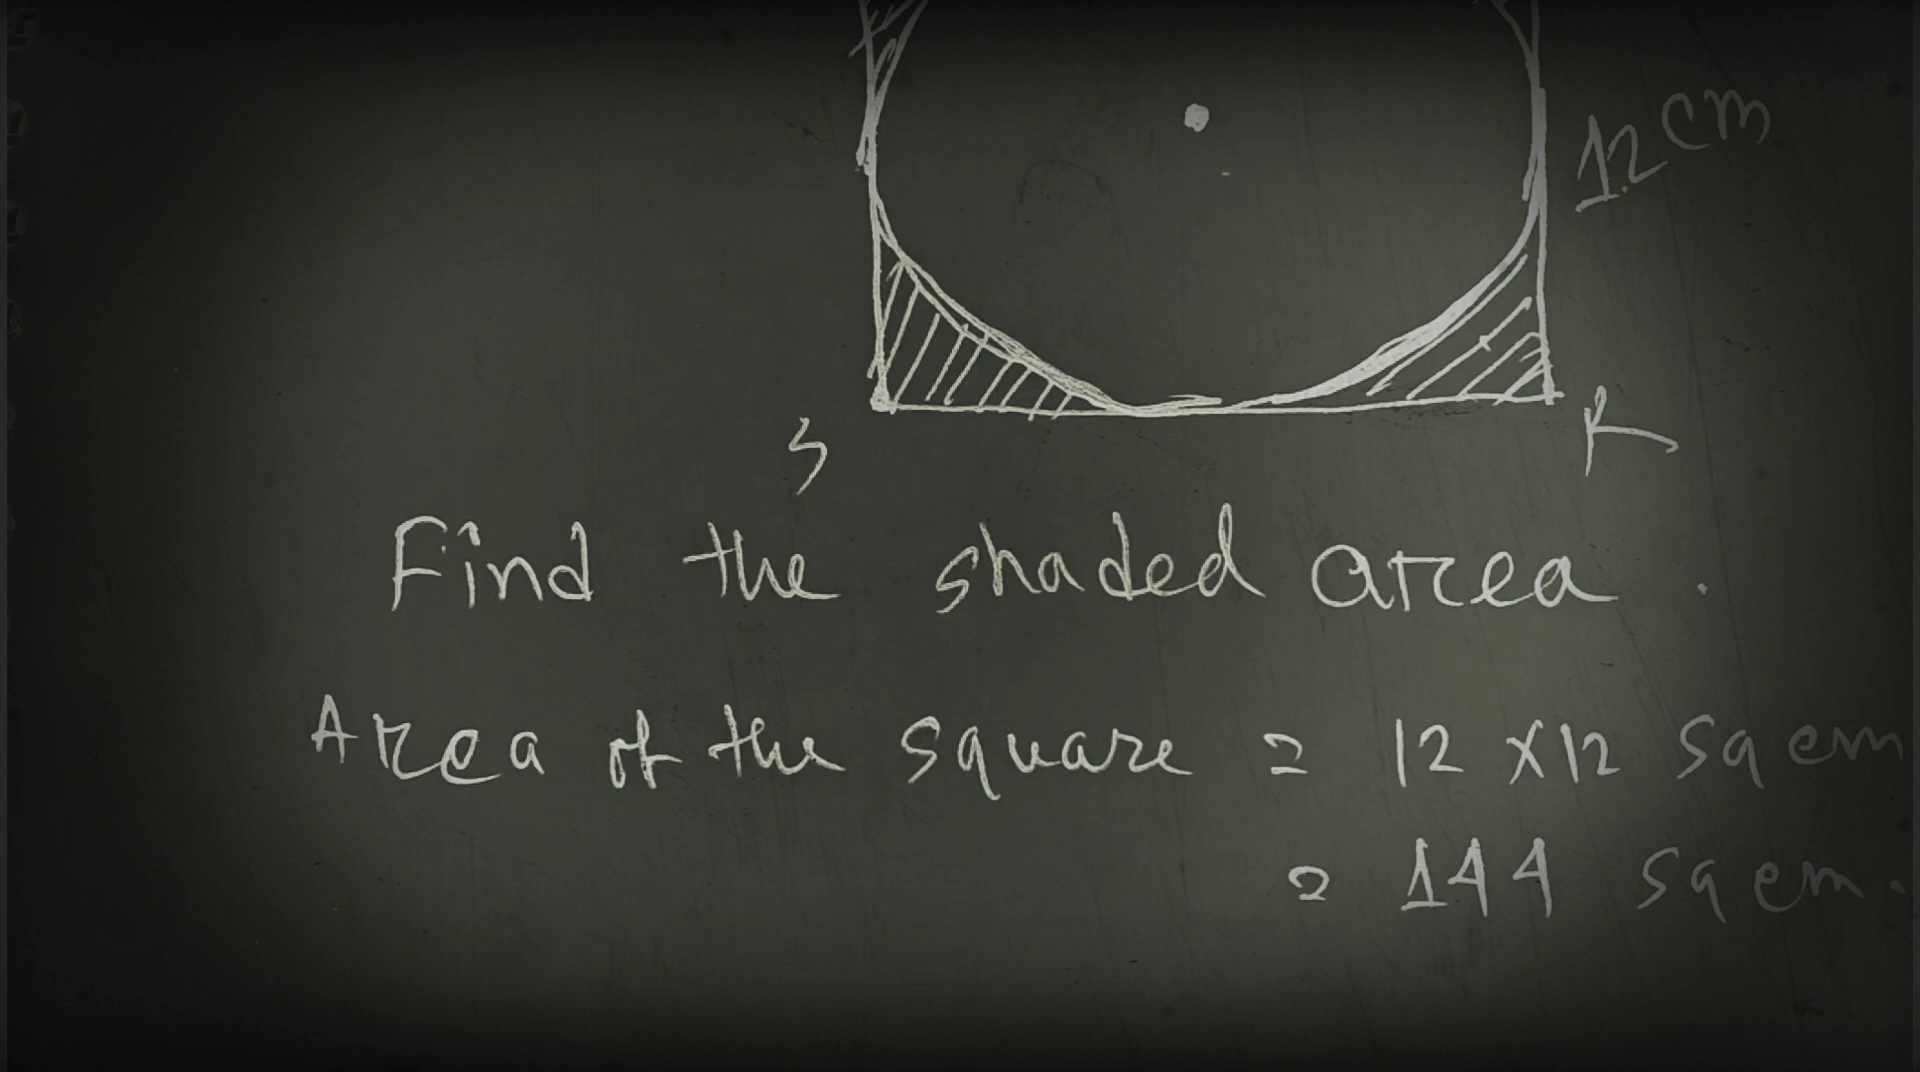 12 cm
S R
Find the shaded area.
Area of the square = 12 x 12 sq cm
= 144 sq cm.